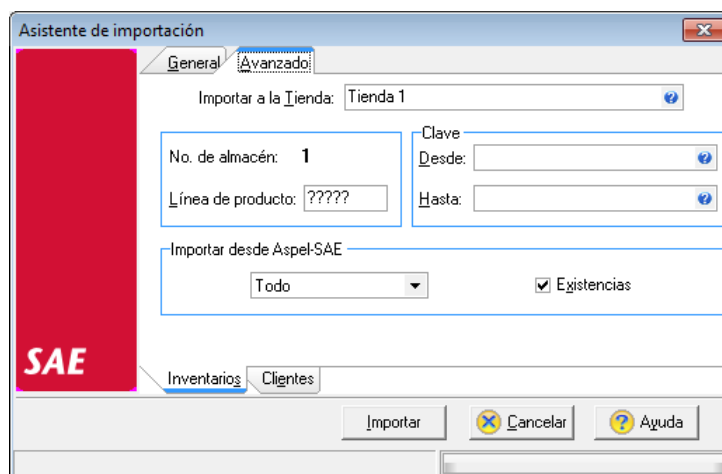 Asistente de importación
General Avanzado
Importar a la Tienda: Tienda 1
Clave
No. de almacén: 1 Desde:
Línea de producto: ????? Hasta:
Importar desde Aspel-SAE
Todo Existencias
SAE
Inventarios Clientes
Importar Cancelar Ayuda